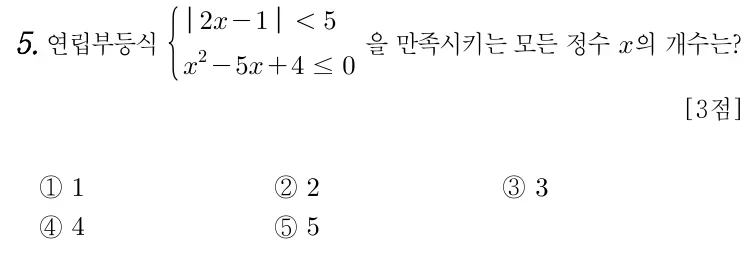 5. 연립부등식 { |2x-1| < 5
x²-5x+4 ≤ 0 을 만족시키는 모든 정수 x의 개수는?
[3점]
① 1 ② 2 ③ 3
④ 4 ⑤ 5